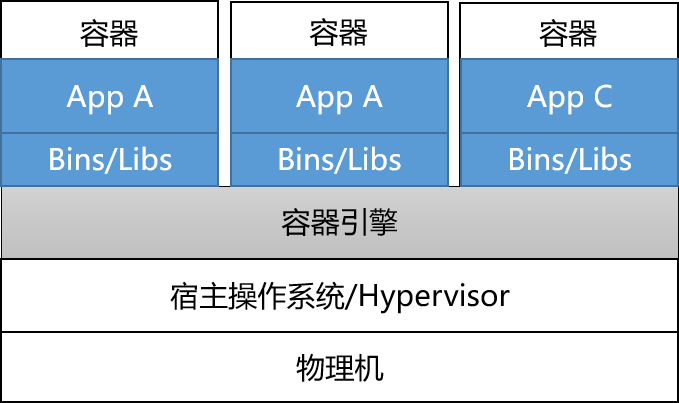 容器 容器 容器
App A App A App C
Bins/Libs Bins/Libs Bins/Libs
容器引擎
宿主操作系统/Hypervisor
物理机